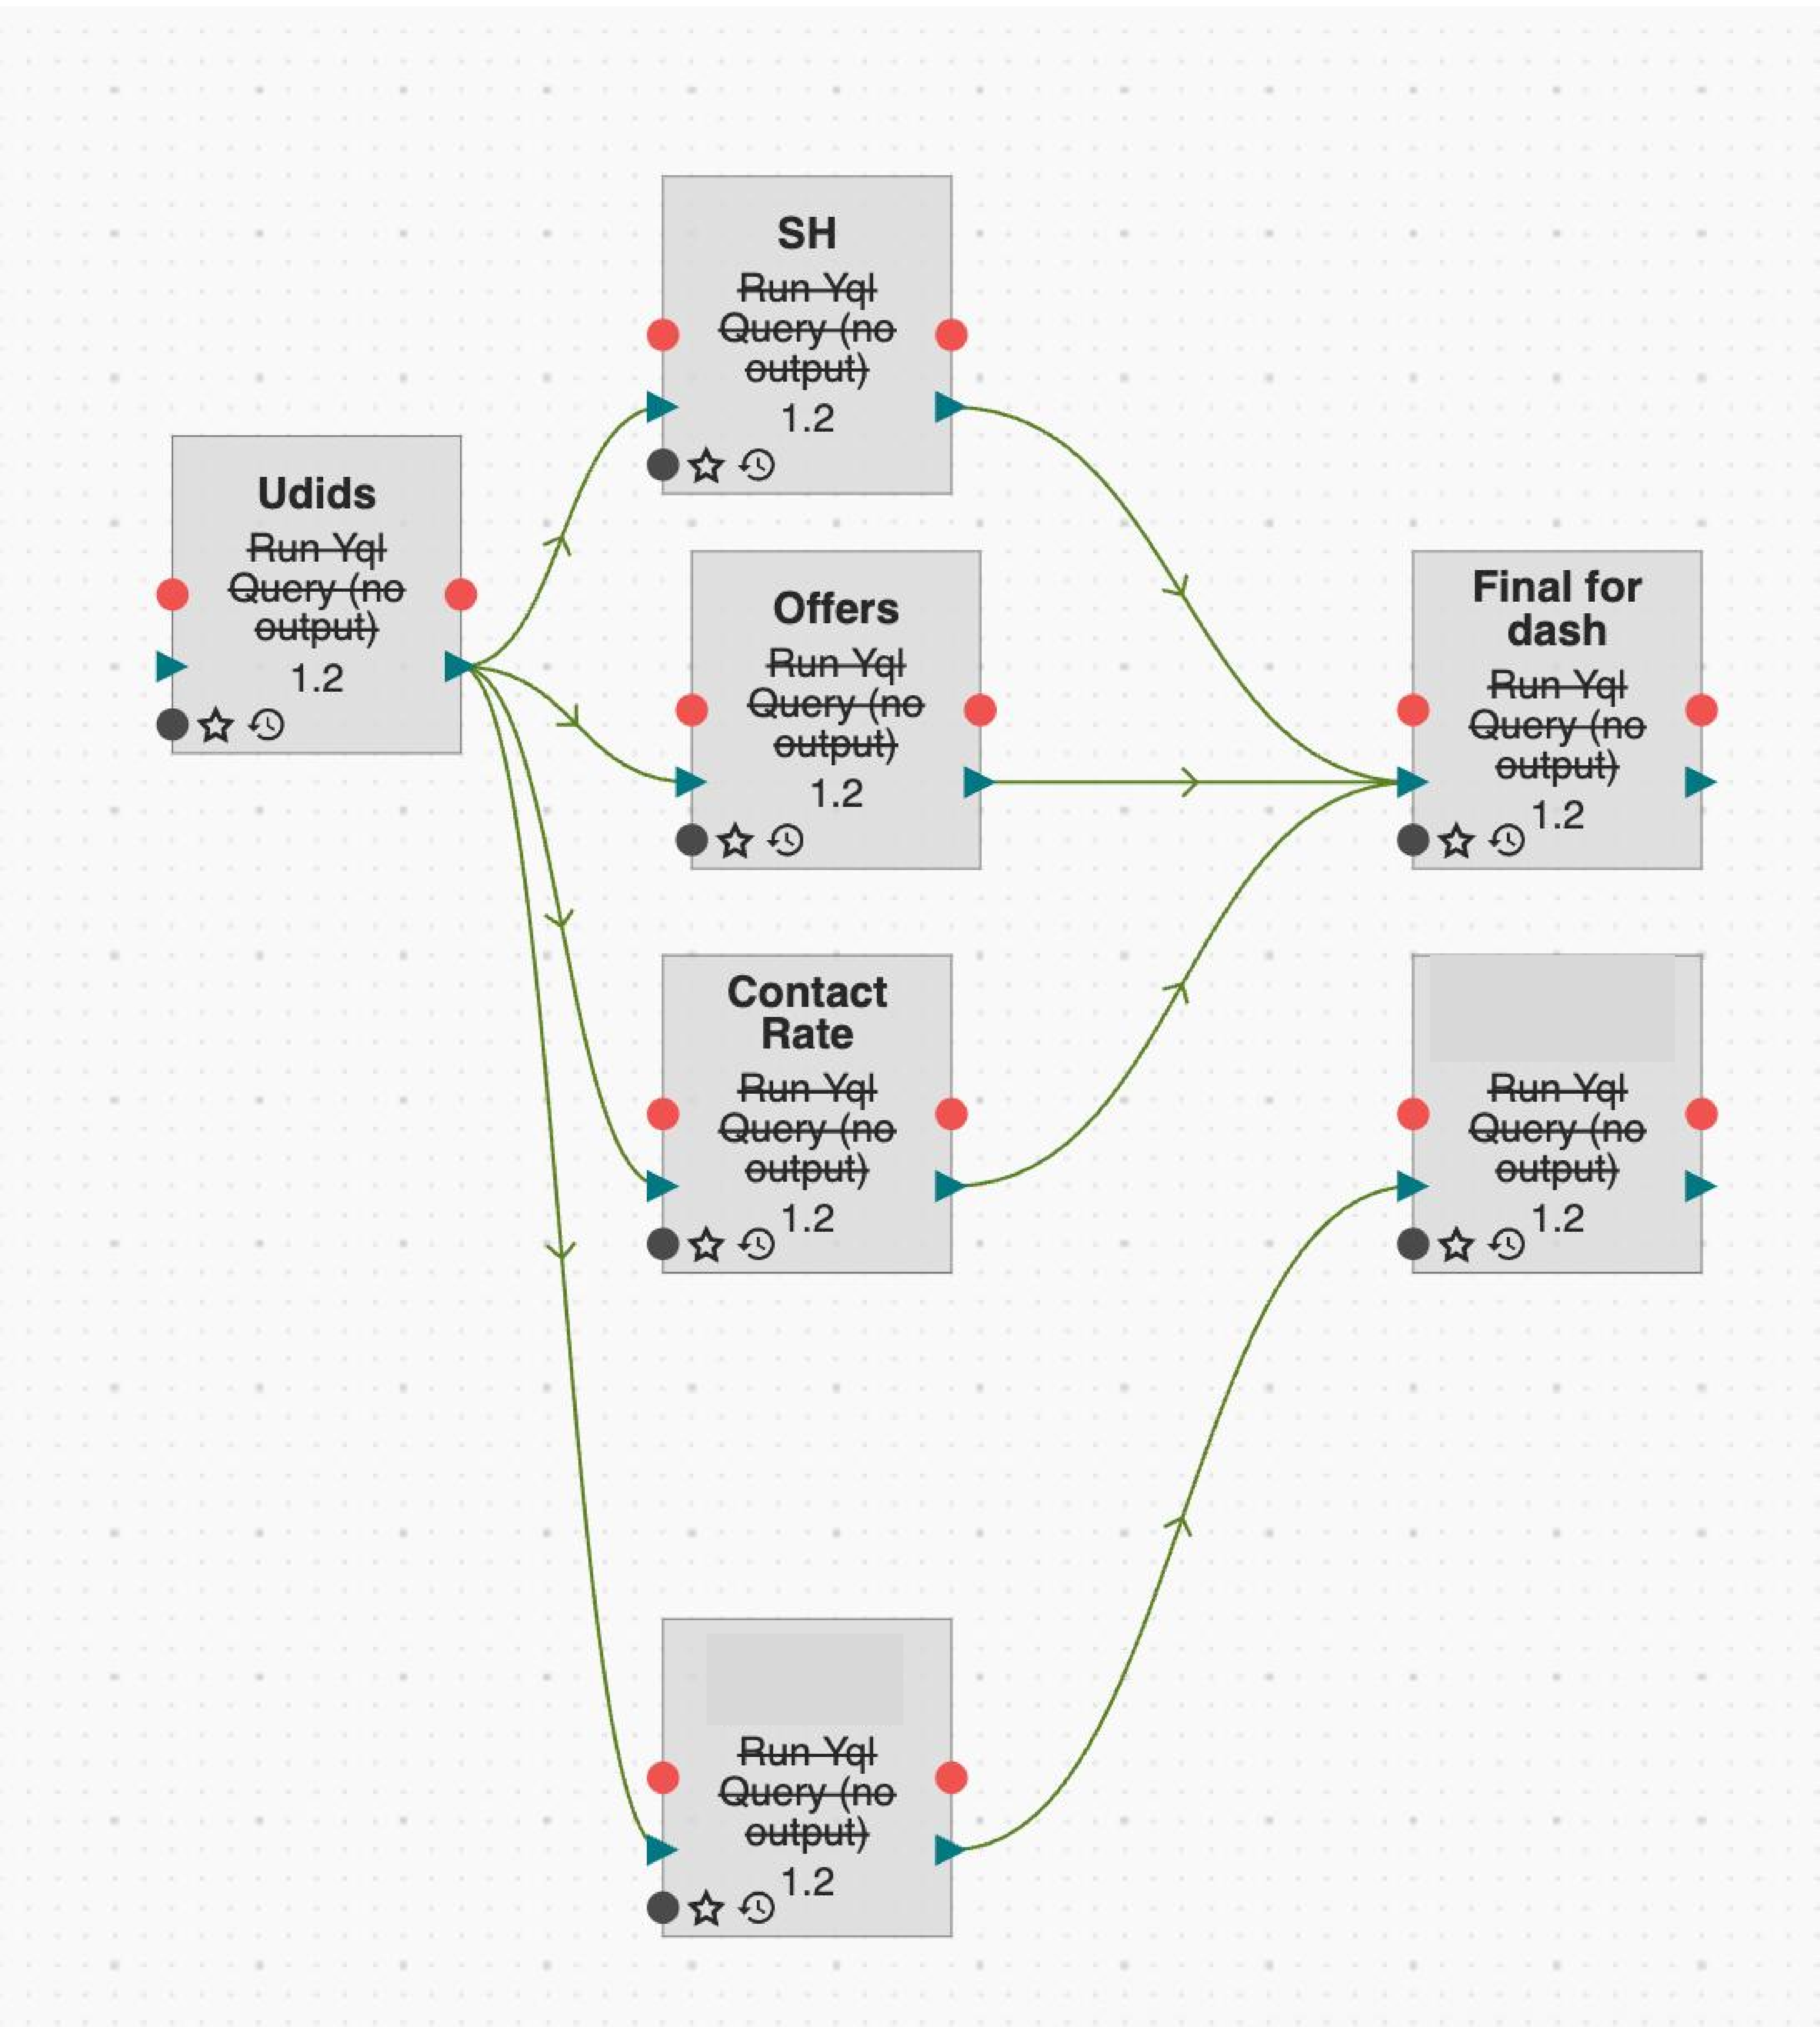 SH
Run Yql
Query (no
output)
1.2
Udids
Run Yql
Query (no
output)
1.2
Offers
Run Yql
Query (no
output)
1.2
Final for
dash
Run Yql
Query (no
output)
1.2
Contact
Rate
Run Yql
Query (no
output)
1.2
Run Yql
Query (no
output)
1.2
Run Yql
Query (no
output)
1.2